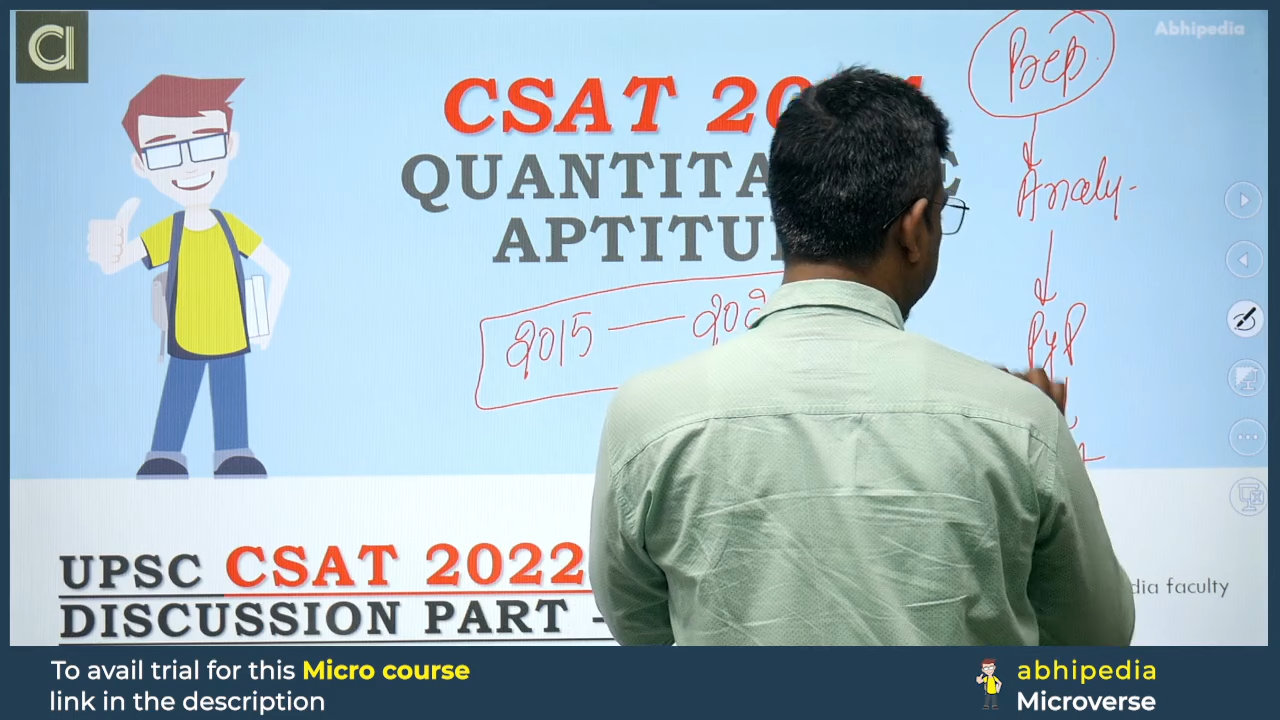 Abhipedia
Prep.
CSAT 20
QUANTITA
APTITU
Analy-
2015 — 20
PYP
UPSC CSAT 2022
DISCUSSION PART -
dia faculty
To avail trial for this Micro course
link in the description
abhipedia
Microverse